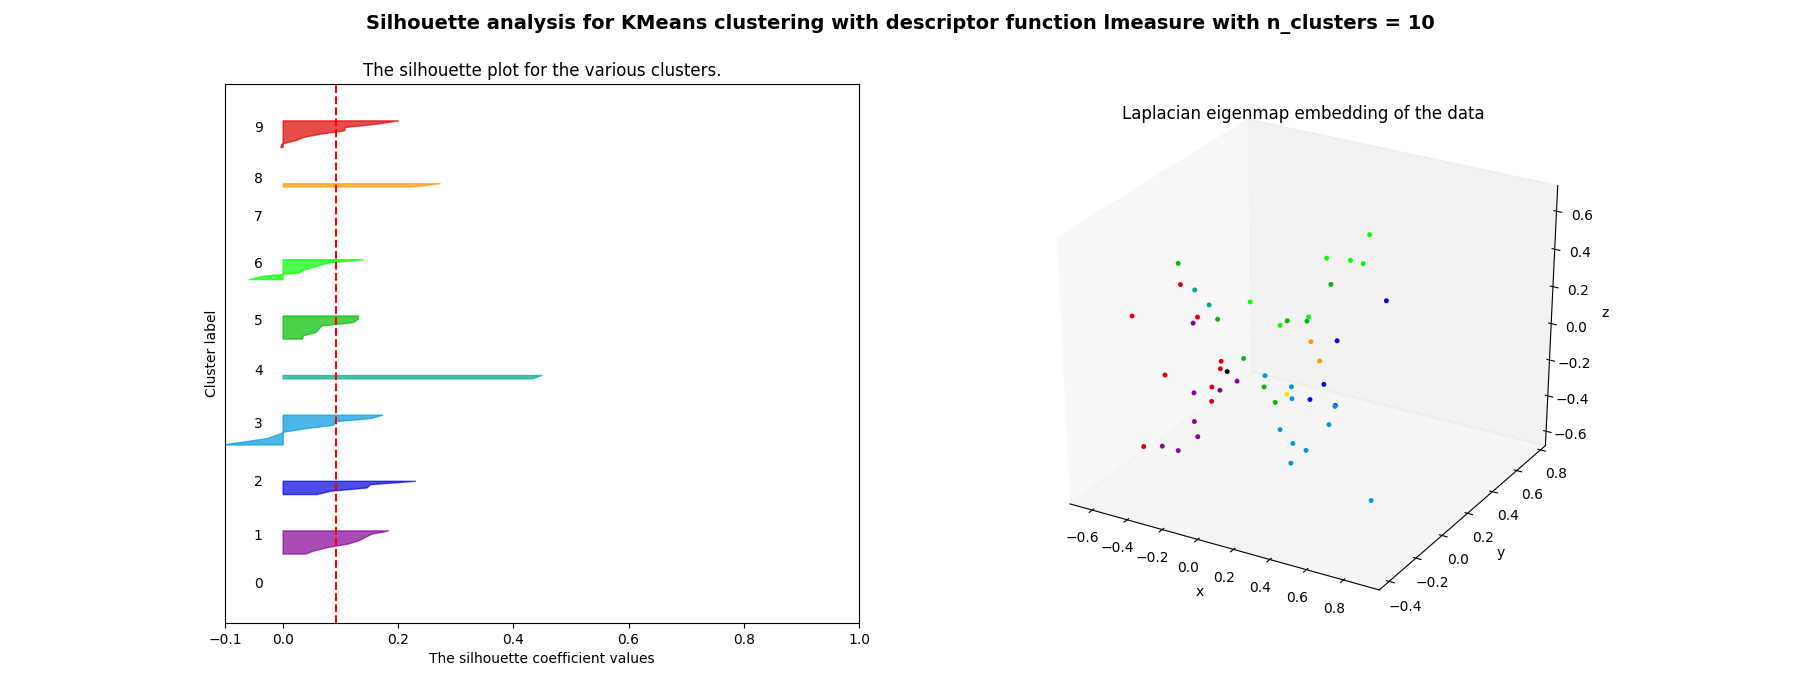 Silhouette analysis for KMeans clustering with descriptor function lmeasure with n_clusters = 10
The silhouette plot for the various clusters.
Cluster label
9
8
7
6
5
4
3
2
1
0
−0.1 0.0 0.2 0.4 0.6 0.8 1.0
The silhouette coefficient values
Laplacian eigenmap embedding of the data
0.6
0.4
0.2
0.0
−0.2
−0.4
−0.6
z
0.8
0.6
0.4
0.2
0.0
−0.2
−0.4
y
−0.6 −0.4 −0.2 0.0 0.2 0.4 0.6 0.8
x